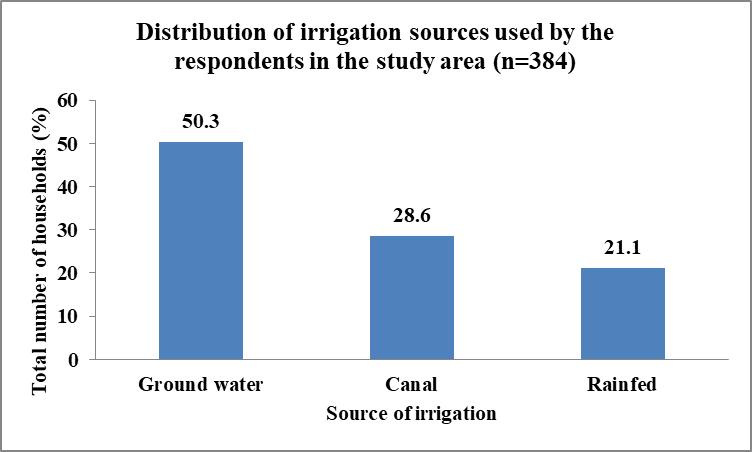 Distribution of irrigation sources used by the
respondents in the study area (n=384)
Total number of households (%)
60
50
40
30
20
10
0
50.3
28.6
21.1
Ground water
Canal
Rainfed
Source of irrigation